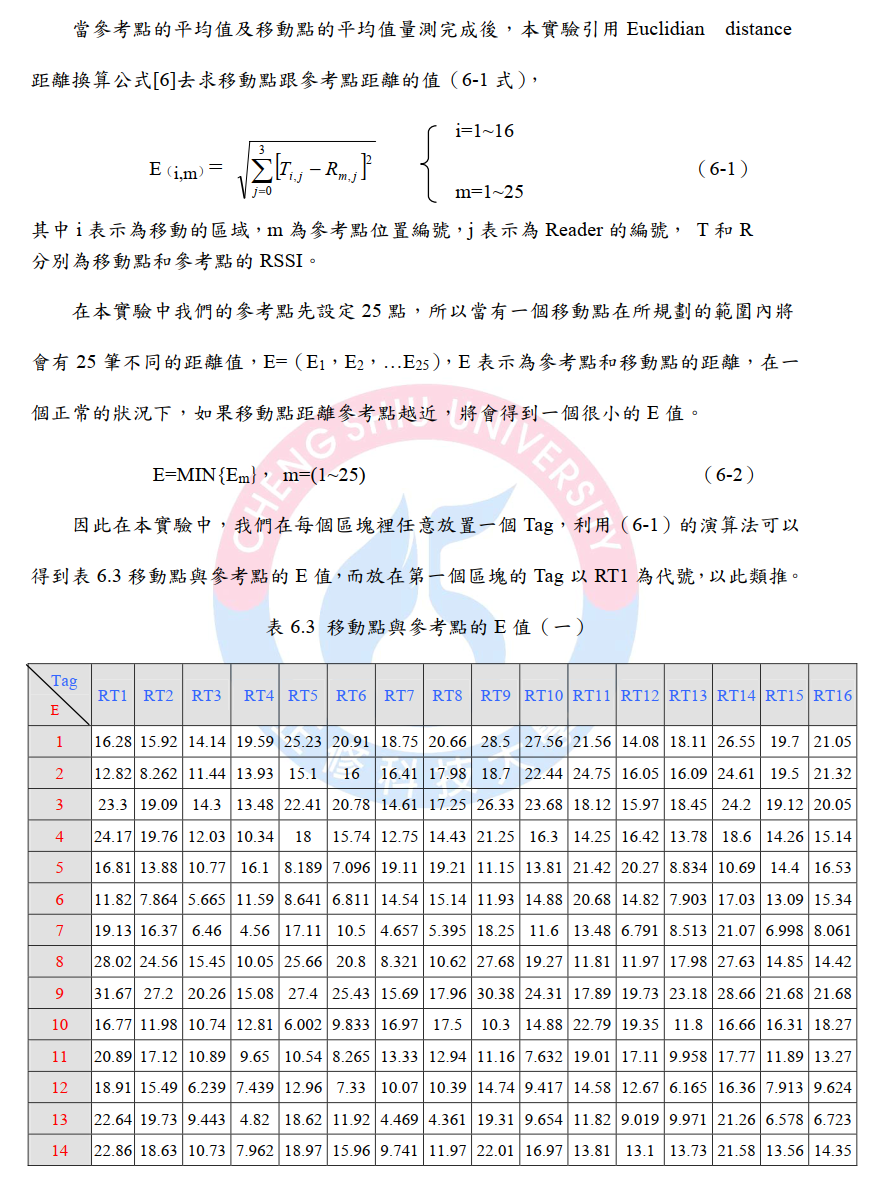 當參考點的平均值及移動點的平均值量測完成後，本實驗引用 Euclidian distance
距離換算公式[6]去求移動點跟參考點距離的值（6-1 式），
i=1~16
E（i,m）= √∑_{j=0}^{3}[T_{i,j} − R_{m,j}]^2 （6-1）
m=1~25
其中 i 表示為移動的區域，m 為參考點位置編號，j 表示為 Reader 的編號， T 和 R
分別為移動點和參考點的 RSSI。
在本實驗中我們的參考點先設定 25 點，所以當有一個移動點在所規劃的範圍內將
會有 25 筆不同的距離值，E=（E1，E2，…E25），E 表示為參考點和移動點的距離，在一
個正常的狀況下，如果移動點距離參考點越近，將會得到一個很小的 E 值。
E=MIN{Em}， m=(1~25) （6-2）
因此在本實驗中，我們在每個區塊裡任意放置一個 Tag，利用（6-1）的演算法可以
得到表 6.3 移動點與參考點的 E 值，而放在第一個區塊的 Tag 以 RT1 為代號，以此類推。
表 6.3 移動點與參考點的 E 值（一）
Tag
E
RT1 RT2 RT3 RT4 RT5 RT6 RT7 RT8 RT9 RT10 RT11 RT12 RT13 RT14 RT15 RT16
1 16.28 15.92 14.14 19.59 25.23 20.91 18.75 20.66 28.5 27.56 21.56 14.08 18.11 26.55 19.7 21.05
2 12.82 8.262 11.44 13.93 15.1 16 16.41 17.98 18.7 22.44 24.75 16.05 16.09 24.61 19.5 21.32
3 23.3 19.09 14.3 13.48 22.41 20.78 14.61 17.25 26.33 23.68 18.12 15.97 18.45 24.2 19.12 20.05
4 24.17 19.76 12.03 10.34 18 15.74 12.75 14.43 21.25 16.3 14.25 16.42 13.78 18.6 14.26 15.14
5 16.81 13.88 10.77 16.1 8.189 7.096 19.11 19.21 11.15 13.81 21.42 20.27 8.834 10.69 14.4 16.53
6 11.82 7.864 5.665 11.59 8.641 6.811 14.54 15.14 11.93 14.88 20.68 14.82 7.903 17.03 13.09 15.34
7 19.13 16.37 6.46 4.56 17.11 10.5 4.657 5.395 18.25 11.6 13.48 6.791 8.513 21.07 6.998 8.061
8 28.02 24.56 15.45 10.05 25.66 20.8 8.321 10.62 27.68 19.27 11.81 11.97 17.98 27.63 14.85 14.42
9 31.67 27.2 20.26 15.08 27.4 25.43 15.69 17.96 30.38 24.31 17.89 19.73 23.18 28.66 21.68 21.68
10 16.77 11.98 10.74 12.81 6.002 9.833 16.97 17.5 10.3 14.88 22.79 19.35 11.8 16.66 16.31 18.27
11 20.89 17.12 10.89 9.65 10.54 8.265 13.33 12.94 11.16 7.632 19.01 17.11 9.958 17.77 11.89 13.27
12 18.91 15.49 6.239 7.439 12.96 7.33 10.07 10.39 14.74 9.417 14.58 12.67 6.165 16.36 7.913 9.624
13 22.64 19.73 9.443 4.82 18.62 11.92 4.469 4.361 19.31 9.654 11.82 9.019 9.971 21.26 6.578 6.723
14 22.86 18.63 10.73 7.962 18.97 15.96 9.741 11.97 22.01 16.97 13.81 13.1 13.73 21.58 13.56 14.35
CHENG SHIU UNIVERSITY